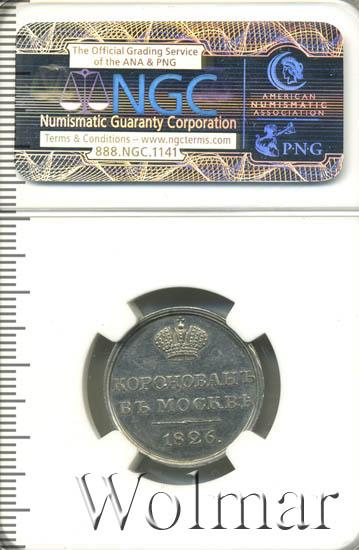 The Official Grading Service
of the ANA & PNG
NGC
Numismatic Guaranty Corporation
Terms & Conditions – www.ngcterms.com
888.NGC.1141
AMERICAN
NUMISMATIC
ASSOCIATION
PNG
КОРОНОВАНЪ
ВЪ МОСКВѢ
1826.
Wolmar